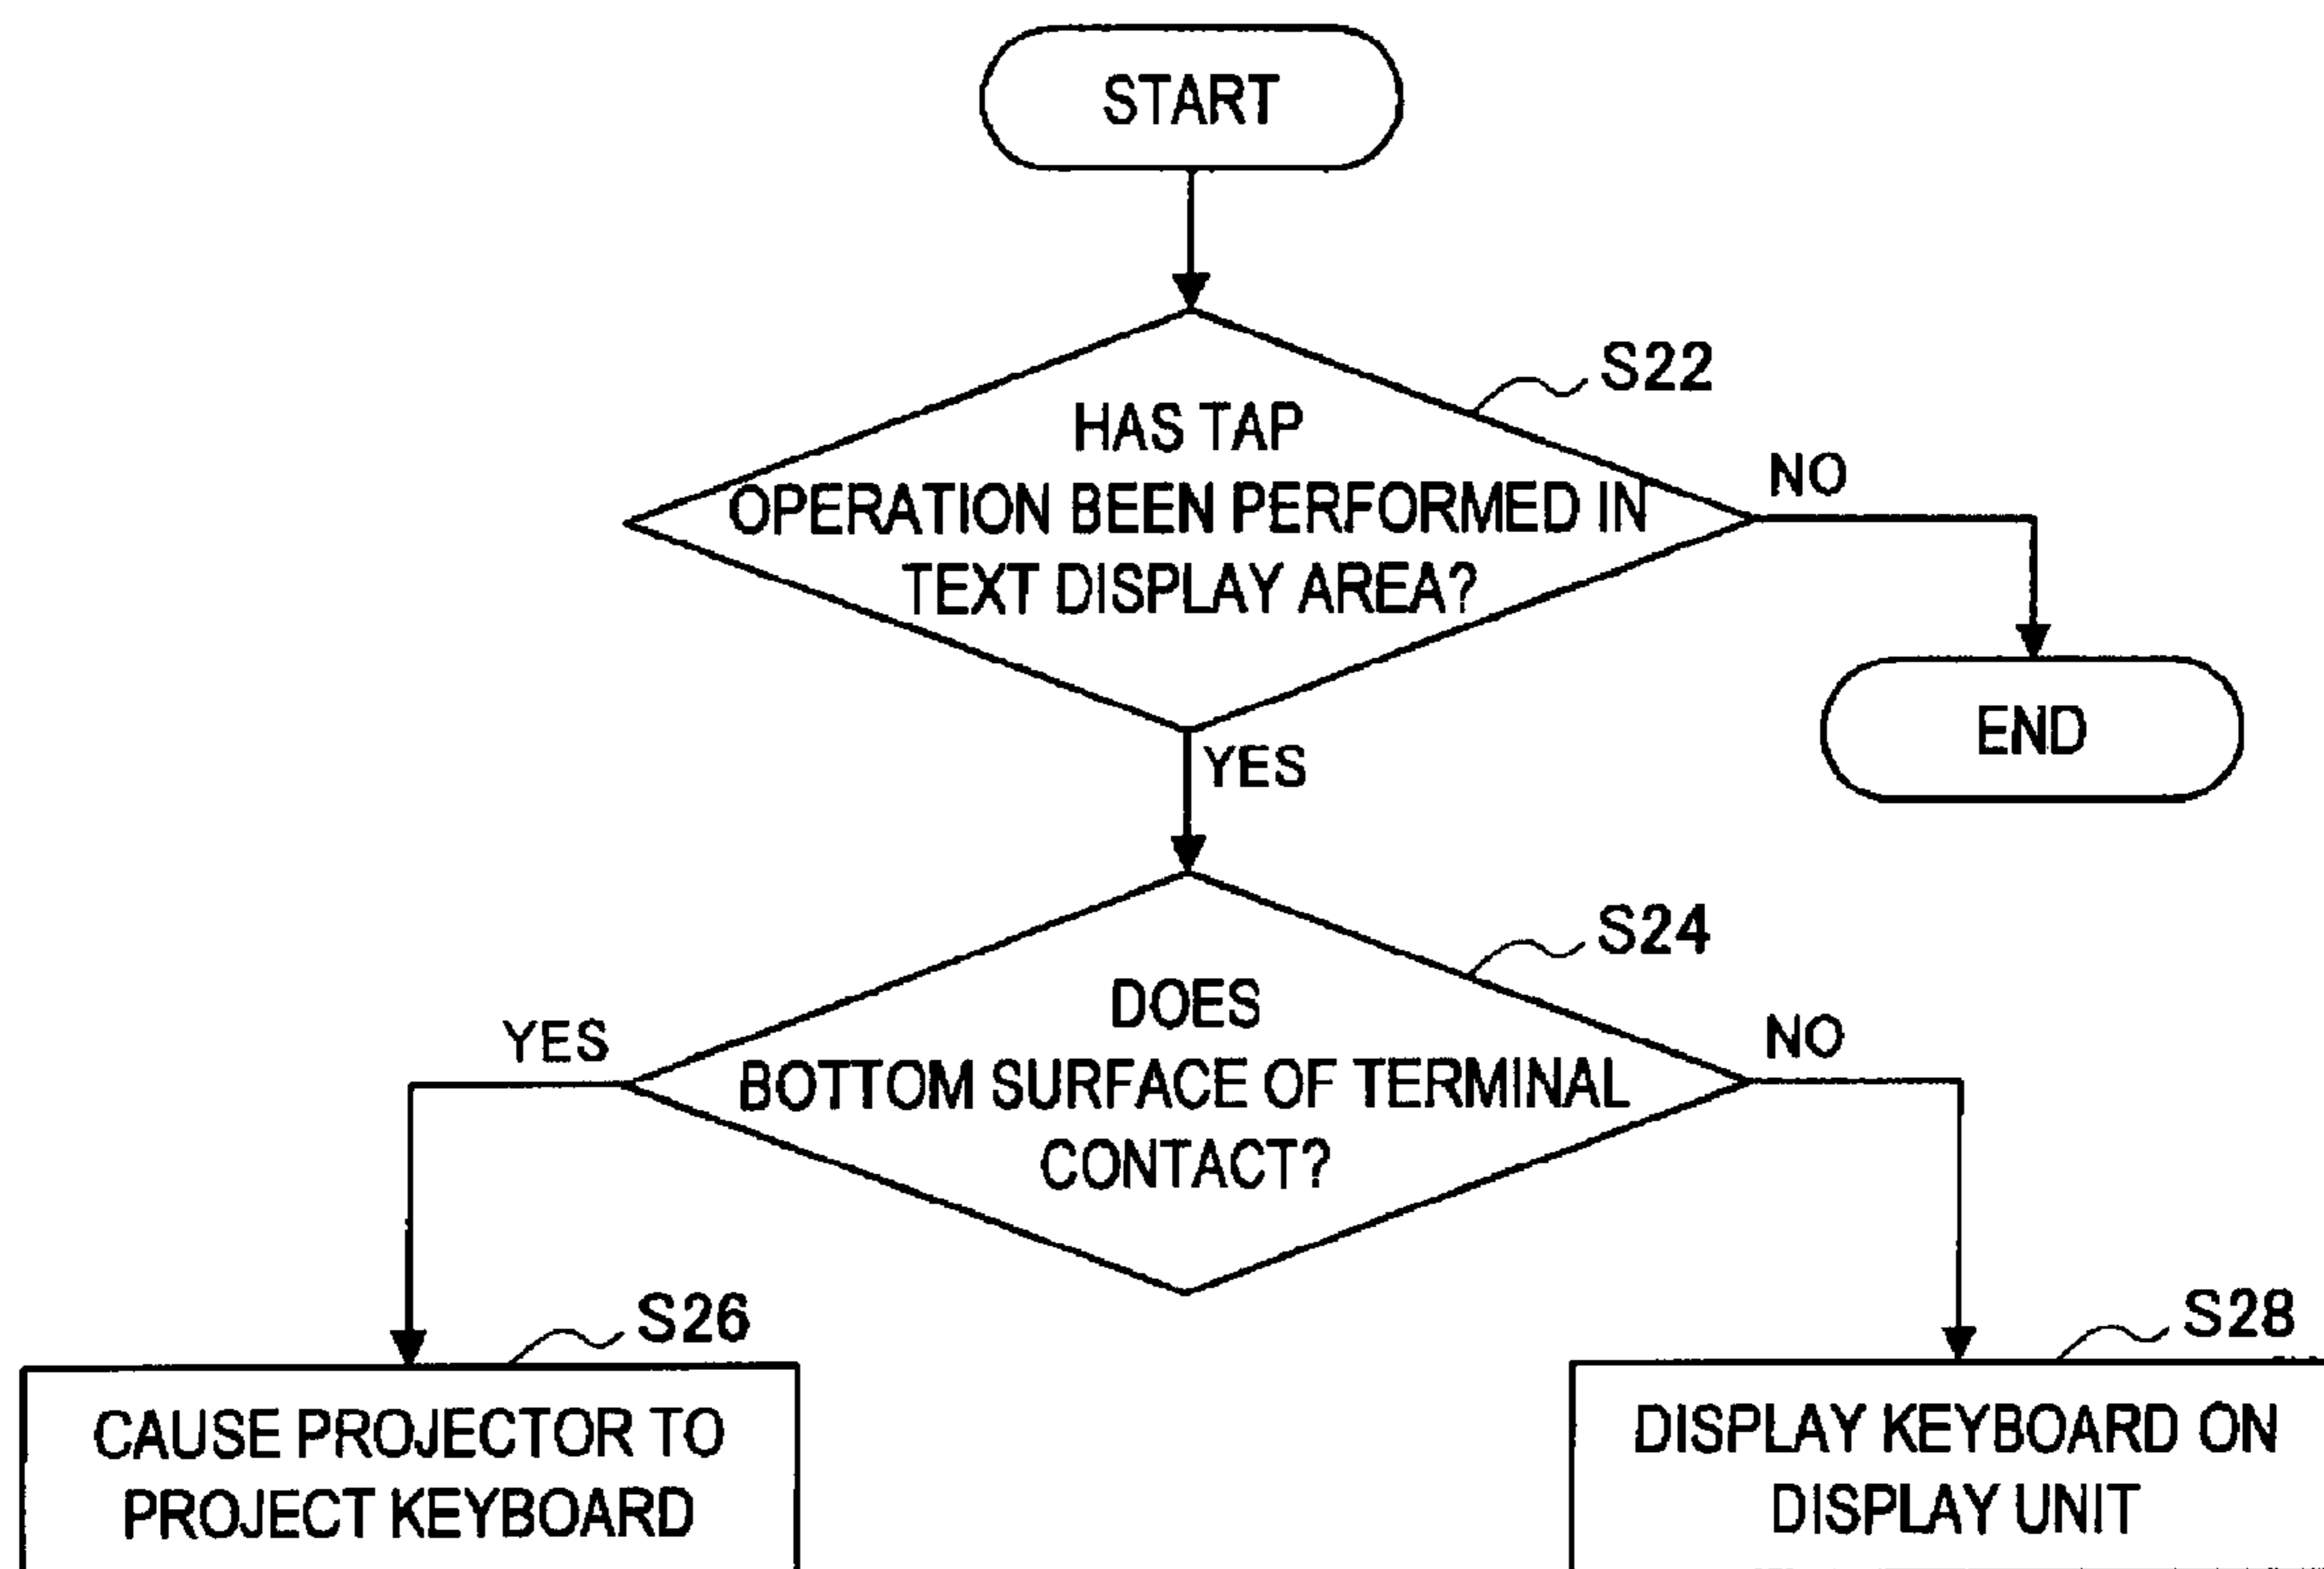 START
S22
HAS TAP
OPERATION BEEN PERFORMED IN
TEXT DISPLAY AREA?
NO
END
YES
S24
DOES
BOTTOM SURFACE OF TERMINAL
CONTACT?
YES
NO
S26
CAUSE PROJECTOR TO
PROJECT KEYBOARD
S28
DISPLAY KEYBOARD ON
DISPLAY UNIT